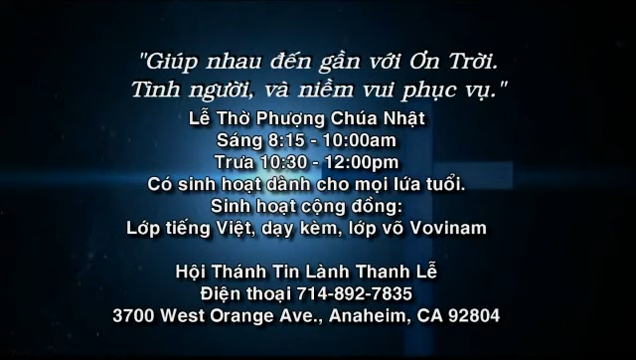 "Giúp nhau đến gần với Ơn Trời.
Tình người, và niềm vui phục vụ."
Lễ Thờ Phượng Chúa Nhật
Sáng 8:15 - 10:00am
Trưa 10:30 - 12:00pm
Có sinh hoạt dành cho mọi lứa tuổi.
Sinh hoạt cộng đồng:
Lớp tiếng Việt, dạy kèm, lớp võ Vovinam
Hội Thánh Tin Lành Thanh Lễ
Điện thoại 714-892-7835
3700 West Orange Ave., Anaheim, CA 92804